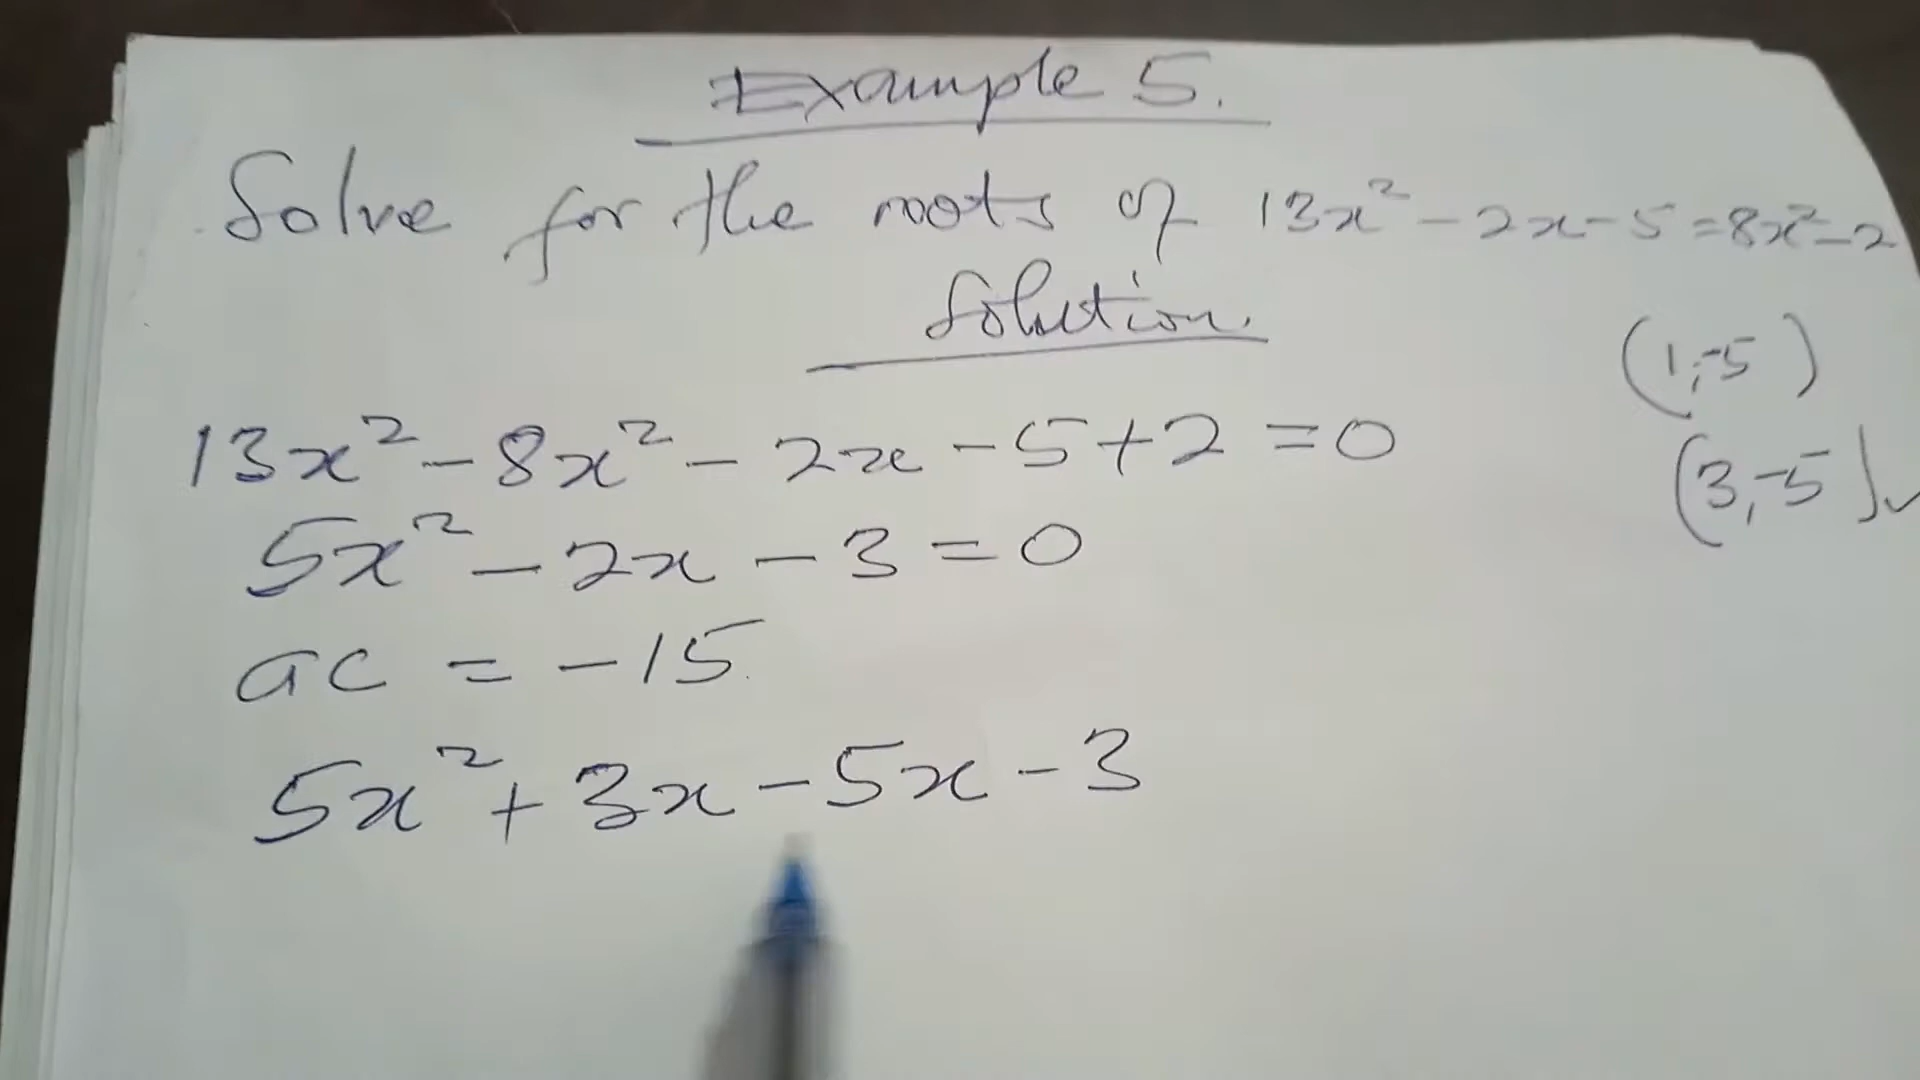 Example 5.
Solve for the roots of 13x² - 2x - 5 = 8x² - 2
Solution.
(1,-5)
13x² - 8x² - 2x - 5 + 2 = 0
(3,-5)✓
5x² - 2x - 3 = 0
ac = -15
5x² + 3x - 5x - 3